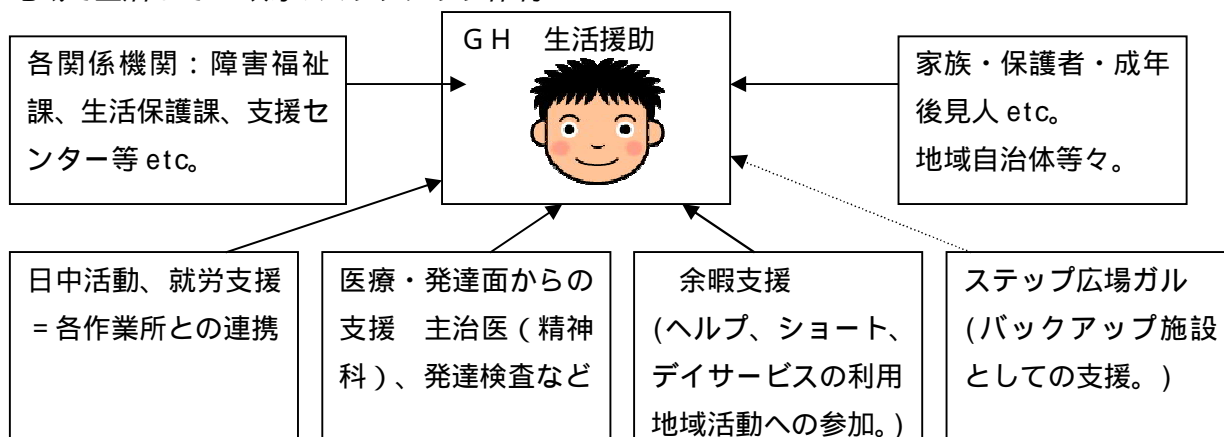 ＧＨ　生活援助
各関係機関：障害福祉
課、生活保護課、支援セ
ンター等 etc。
家族・保護者・成年
後見人 etc。
地域自治体等々。
日中活動、就労支援
＝各作業所との連携
医療・発達面からの
支援　主治医（精神
科）、発達検査など
余暇支援
(ヘルプ、ショート、
デイサービスの利用
地域活動への参加。)
ステップ広場ガル
(バックアップ施設
としての支援。)